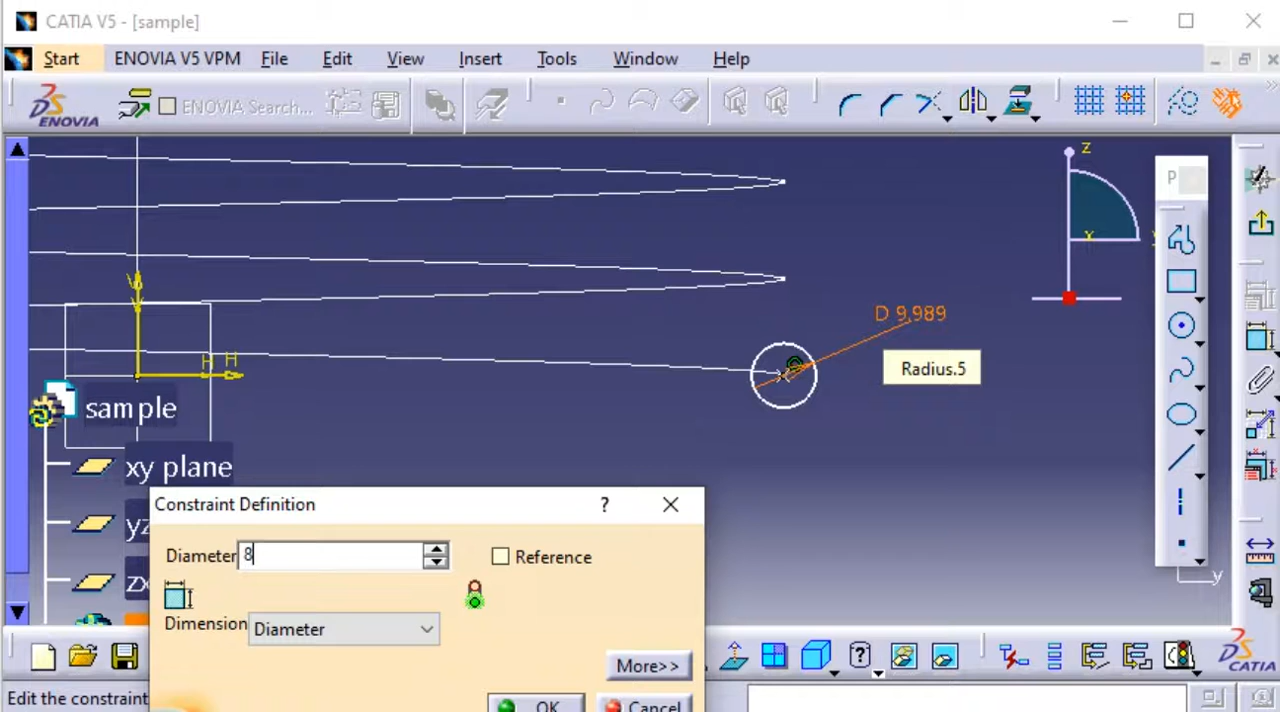 CATIA V5 - [sample]
Start ENOVIA V5 VPM File Edit View Insert Tools Window Help
ENOVIA
ENOVIA Search...
z
P
x
V
H H
D 9,989
Radius.5
sample
xy plane
yz
zx
Constraint Definition ?
Diameter 8
Reference
Dimension Diameter
More>>
OK Cancel
y
CATIA
Edit the constraint